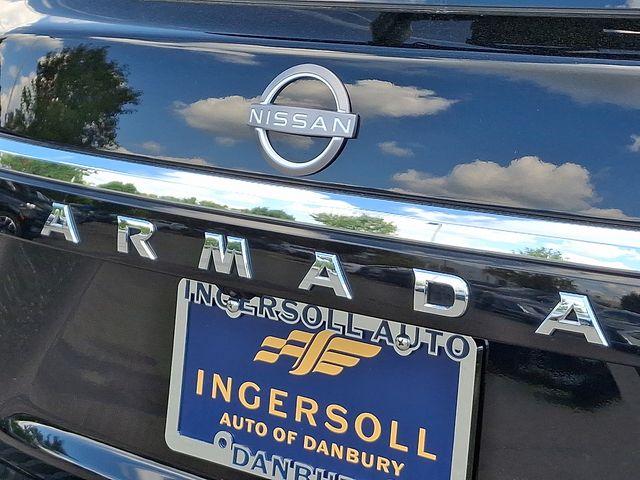 NISSAN
ARMADA
INGERSOLL AUTO
INGERSOLL
AUTO OF DANBURY